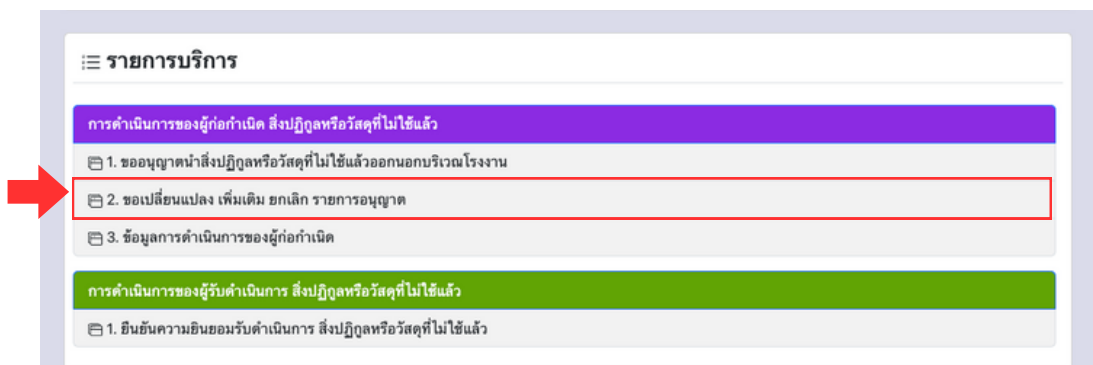 รายการบริการ
การดำเนินการของผู้ก่อกำเนิด สิ่งปฏิกูลหรือวัสดุที่ไม่ใช้แล้ว
1. ขออนุญาตนำสิ่งปฏิกูลหรือวัสดุที่ไม่ใช้แล้วออกนอกบริเวณโรงงาน
2. ขอเปลี่ยนแปลง เพิ่มเติม ยกเลิก รายการอนุญาต
3. ข้อมูลการดำเนินการของผู้ก่อกำเนิด
การดำเนินการของผู้รับดำเนินการ สิ่งปฏิกูลหรือวัสดุที่ไม่ใช้แล้ว
1. ยืนยันความยินยอมรับดำเนินการ สิ่งปฏิกูลหรือวัสดุที่ไม่ใช้แล้ว